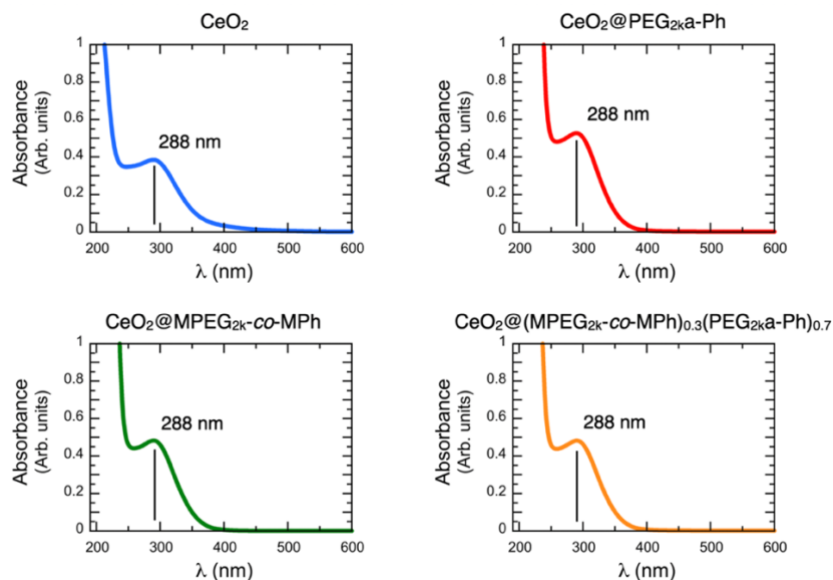 CeO₂
1
0.8
0.6
0.4
0.2
0
Absorbance
(Arb. units)
288 nm
200 300 400 500 600
λ (nm)
CeO₂@PEG₂ₖa-Ph
1
0.8
0.6
0.4
0.2
0
Absorbance
(Arb. units)
288 nm
200 300 400 500 600
λ (nm)
CeO₂@MPEG₂ₖ-co-MPh
1
0.8
0.6
0.4
0.2
0
Absorbance
(Arb. units)
288 nm
200 300 400 500 600
λ (nm)
CeO₂@(MPEG₂ₖ-co-MPh)₀.₃(PEG₂ₖa-Ph)₀.₇
1
0.8
0.6
0.4
0.2
0
Absorbance
(Arb. units)
288 nm
200 300 400 500 600
λ (nm)